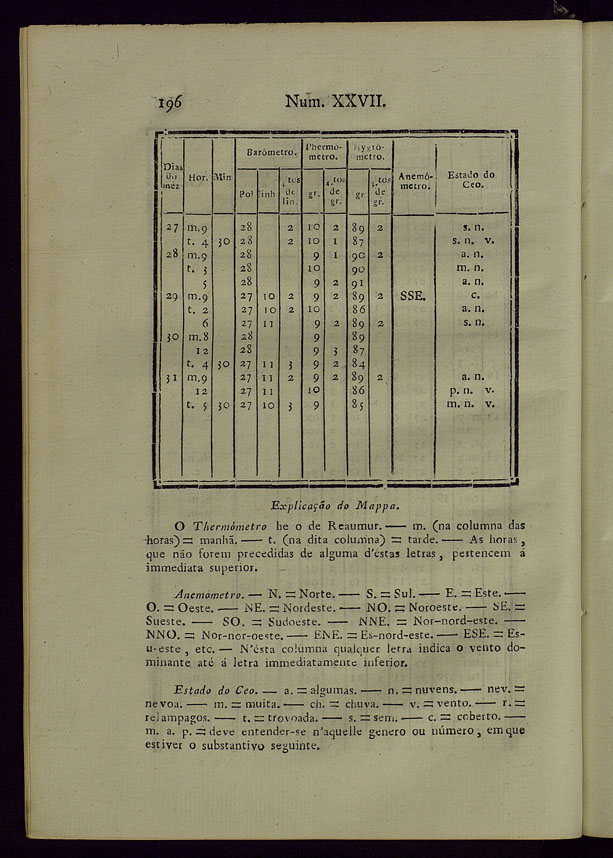 196 Num. XXVII.
Dias do mez. Hor. Min Barómetro. Thermómetro. Hygrómetro. Anemómetro. Estado do Ceo.
Pol linh 4.tos de lin. gr. 4.tos de gr. gr 4.tos de gr.
27 m.9 28 2 10 2 89 2 s. n.
t. 4 30 28 2 10 1 87 s. n. v.
28 m.9 28 9 1 90 2 a. n.
t. 3 28 10 90 m. n.
5 28 9 2 91 a. n.
29 m.9 27 10 2 9 2 89 2 SSE. c.
t. 2 27 10 2 10 86 a. n.
6 27 11 9 2 89 2 s. n.
30 m.8 28 9 89
12 28 9 3 87
t. 4 30 27 11 3 9 2 84
31 m.9 27 11 2 9 2 89 2 a. n.
12 27 11 10 86 p. n. v.
t. 5 30 27 10 3 9 85 m. n. v.
Explicação do Mappa.
O Thermómetro he o de Reaumur. — m. (na columna das
horas) = manhã. — t. (na dita columna) = tarde. — As horas,
que não forem precedidas de alguma d'éstas letras, pertencem á
immediata superior.
Anemometro. — N. = Norte. — S. = Sul. — E. = Este. —
O. = Oeste. — NE. = Nordeste. — NO. = Noroeste. — SE. =
Sueste. — SO. = Sudoeste. — NNE. = Nor-nord-este. —
NNO. = Nor-nor-oeste. — ENE. = Es-nord-este. — ESE. = Es-
u-este, etc. — N'ésta columna qualquer letra indica o vento do-
minante até á letra immediatamente inferior.
Estado do Ceo. — a. = algumas. — n. = nuvens. — nev. =
nevoa. — m. = muita. — ch. = chuva. — v. = vento. — r. =
relampagos. — t. = trovoada. — s. = sem. — c. = coberto. —
m. a. p. = deve entender-se n'aquelle genero ou número, em que
estiver o substantivo seguinte.